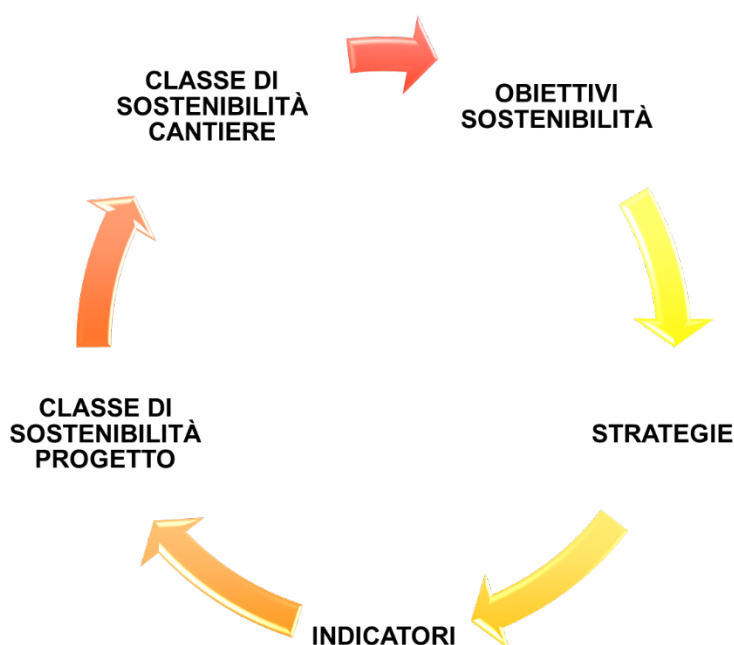 CLASSE DI
SOSTENIBILITÀ
CANTIERE
OBIETTIVI
SOSTENIBILITÀ
STRATEGIE
INDICATORI
CLASSE DI
SOSTENIBILITÀ
PROGETTO